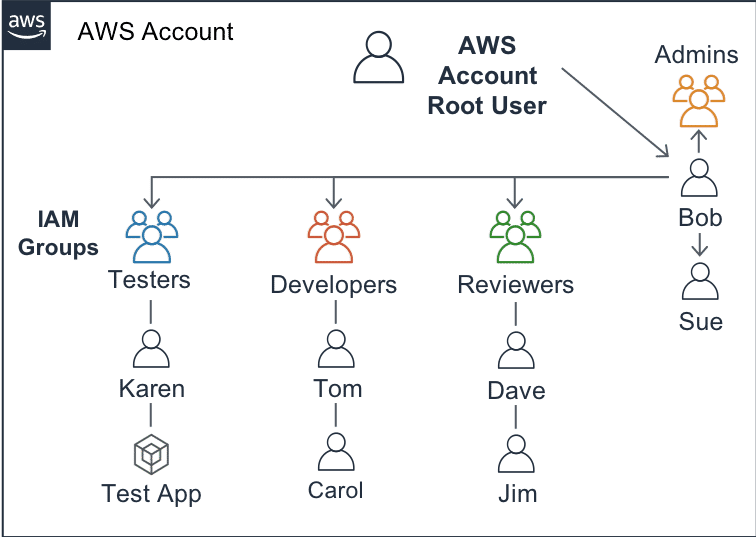 aws
AWS Account
AWS
Account
Root User
Admins
Bob
Sue
IAM
Groups
Testers
Developers
Reviewers
Karen
Tom
Dave
Test App
Carol
Jim